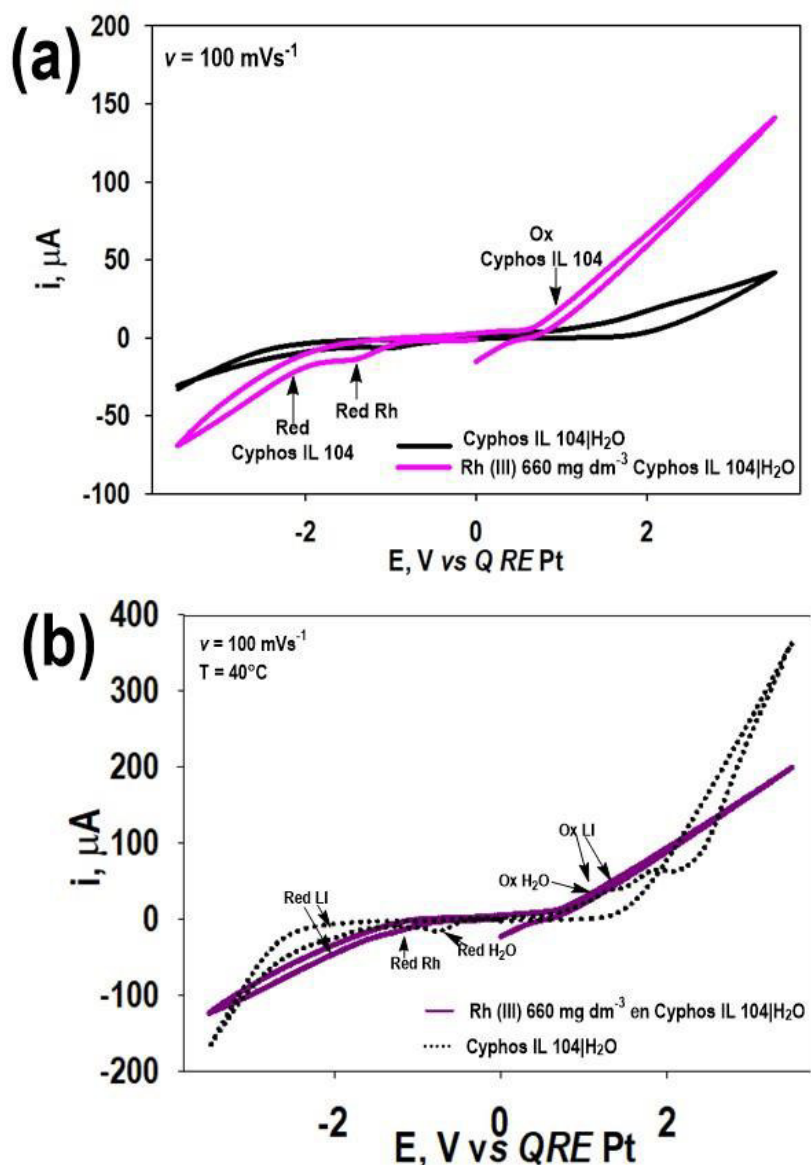 (a)
ν = 100 mVs⁻¹
200
150
100
50
0
-50
-100
i, μA
Ox
Cyphos IL 104
Red
Cyphos IL 104
Red Rh
Cyphos IL 104|H₂O
Rh (III) 660 mg dm⁻³ Cyphos IL 104|H₂O
-2
0
2
E, V vs Q RE Pt
(b)
ν = 100 mVs⁻¹
T = 40°C
400
300
200
100
0
-100
-200
i, μA
Ox LI
Ox H₂O
Red LI
Red Rh
Red H₂O
Rh (III) 660 mg dm⁻³ en Cyphos IL 104|H₂O
Cyphos IL 104|H₂O
-2
0
2
E, V vs QRE Pt